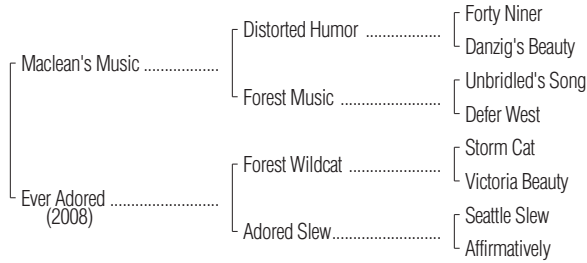 Forty Niner
Distorted Humor ..................
Danzig's Beauty
Maclean's Music ..................
Unbridled's Song
Forest Music ......................
Defer West
Storm Cat
Forest Wildcat ......................
Victoria Beauty
Ever Adored ..........................
(2008)
Seattle Slew
Adored Slew..........................
Affirmatively